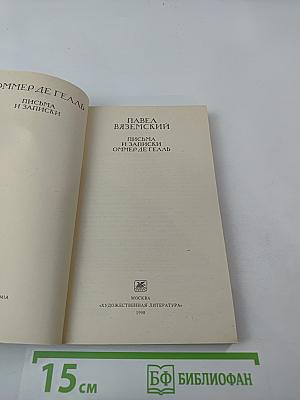 ОММЕР ДЕ ГЕЛЛЬ
ПИСЬМА
И ЗАПИСКИ
ПАВЕЛ
ВЯЗЕМСКИЙ
ПИСЬМА
И ЗАПИСКИ
ОММЕР ДЕ ГЕЛЛЬ
МОСКВА
«ХУДОЖЕСТВЕННАЯ ЛИТЕРАТУРА»
1990
15 см
БФ БИБЛИОФАН